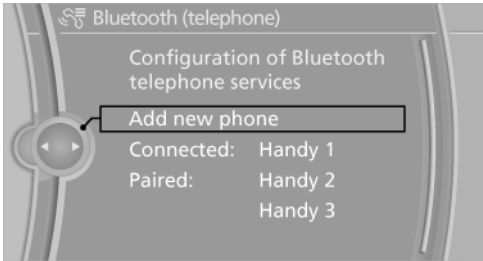 Bluetooth (telephone)
Configuration of Bluetooth
telephone services
Add new phone
Connected: Handy 1
Paired: Handy 2
Handy 3